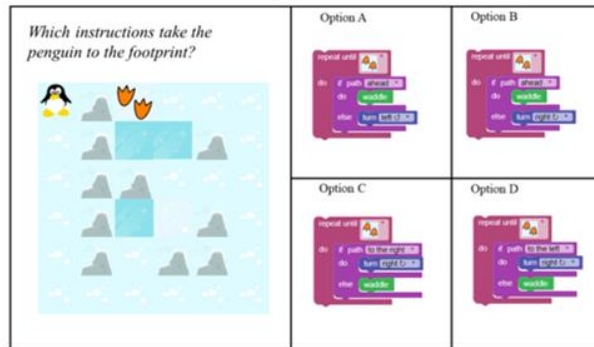 Which instructions take the
penguin to the footprint?
Option A
repeat until
do if path ahead
do waddle
else turn left ↺
Option B
repeat until
do if path ahead
do waddle
else turn right ↻
Option C
repeat until
do if path to the right
do turn right ↻
else waddle
Option D
repeat until
do if path to the left
do turn right ↻
else waddle